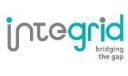 integrid
bridging
the gap